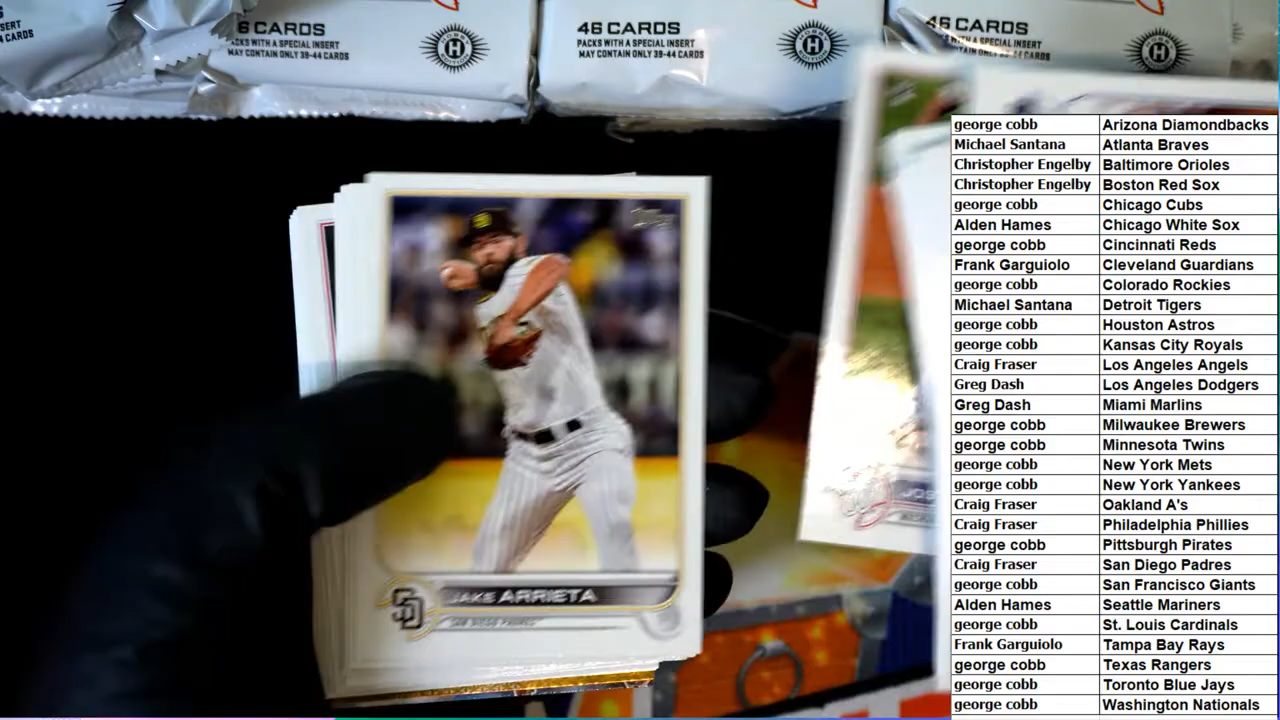 SERT
4 CARDS
6 CARDS
PACKS WITH A SPECIAL INSERT
MAY CONTAIN ONLY 39-44 CARDS
H
46 CARDS
PACKS WITH A SPECIAL INSERT
MAY CONTAIN ONLY 39-44 CARDS
H
46 CARDS
PACKS WITH A SPECIAL INSERT
MAY CONTAIN ONLY 39-44 CARDS
H
Topps
SD
JAKE ARRIETA
SAN DIEGO PADRES
george cobb Arizona Diamondbacks
Michael Santana Atlanta Braves
Christopher Engelby Baltimore Orioles
Christopher Engelby Boston Red Sox
george cobb Chicago Cubs
Alden Hames Chicago White Sox
george cobb Cincinnati Reds
Frank Garguiolo Cleveland Guardians
george cobb Colorado Rockies
Michael Santana Detroit Tigers
george cobb Houston Astros
george cobb Kansas City Royals
Craig Fraser Los Angeles Angels
Greg Dash Los Angeles Dodgers
Greg Dash Miami Marlins
george cobb Milwaukee Brewers
george cobb Minnesota Twins
george cobb New York Mets
george cobb New York Yankees
Craig Fraser Oakland A's
Craig Fraser Philadelphia Phillies
george cobb Pittsburgh Pirates
Craig Fraser San Diego Padres
george cobb San Francisco Giants
Alden Hames Seattle Mariners
george cobb St. Louis Cardinals
Frank Garguiolo Tampa Bay Rays
george cobb Texas Rangers
george cobb Toronto Blue Jays
george cobb Washington Nationals